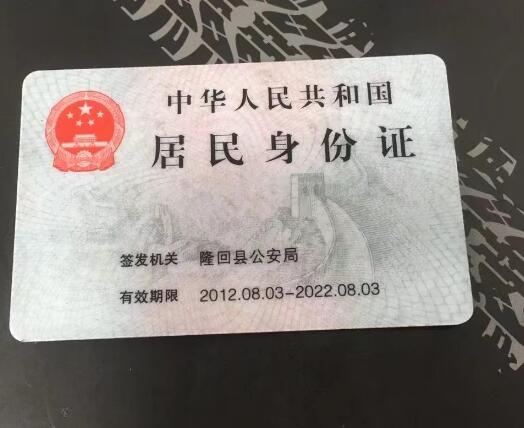 中华人民共和国
居民身份证
签发机关 隆回县公安局
有效期限 2012.08.03-2022.08.03